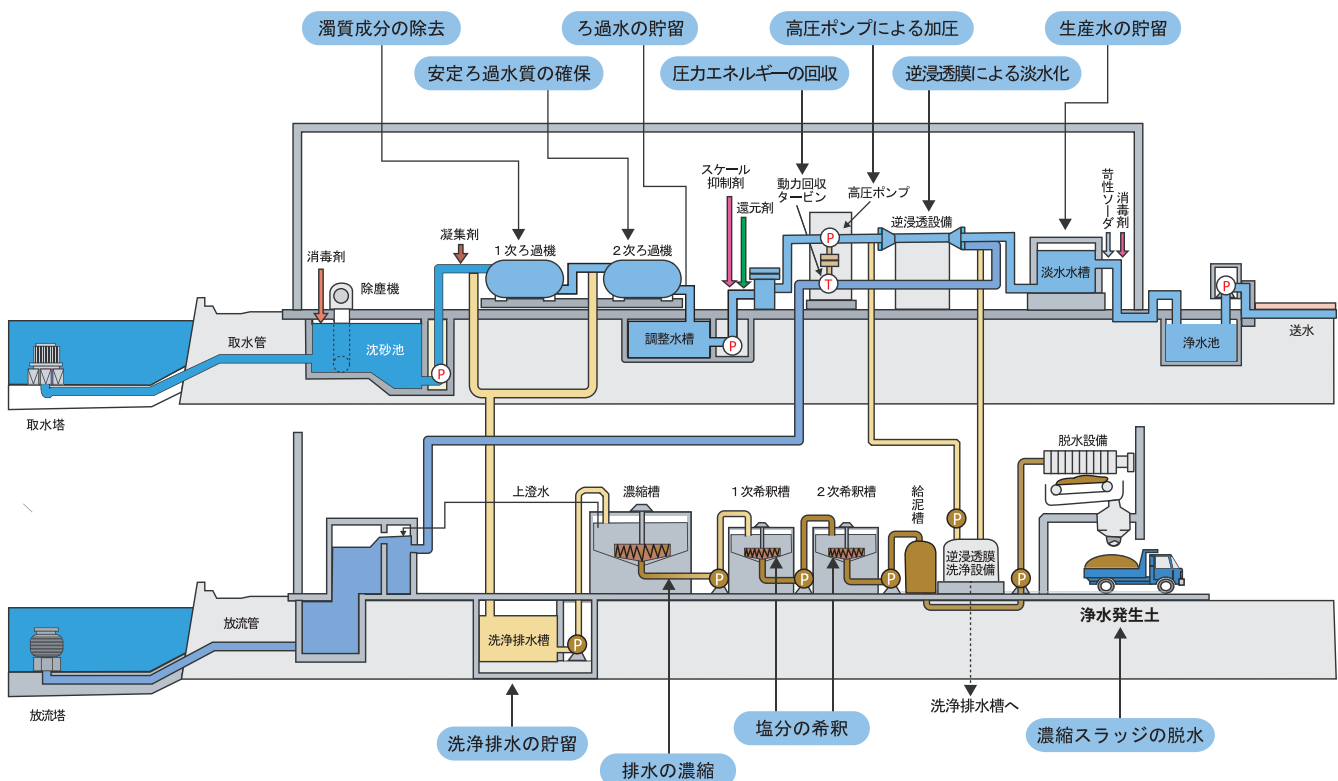 濁質成分の除去
ろ過水の貯留
高圧ポンプによる加圧
生産水の貯留
安定ろ過水質の確保
圧力エネルギーの回収
逆浸透膜による淡水化
スケール
抑制剤
還元剤
動力回収
タービン
高圧ポンプ
逆浸透設備
苛性ソーダ
消毒剤
凝集剤
1次ろ過機
2次ろ過機
消毒剤
除塵機
P
T
淡水水槽
P
取水管
沈砂池
P
調整水槽
P
浄水池
送水
取水塔
脱水設備
上澄水
濃縮槽
1次希釈槽
2次希釈槽
給泥槽
P
逆浸透膜
洗浄設備
P
P
P
P
放流管
洗浄排水槽
P
浄水発生土
放流塔
洗浄排水槽へ
洗浄排水の貯留
塩分の希釈
濃縮スラッジの脱水
排水の濃縮